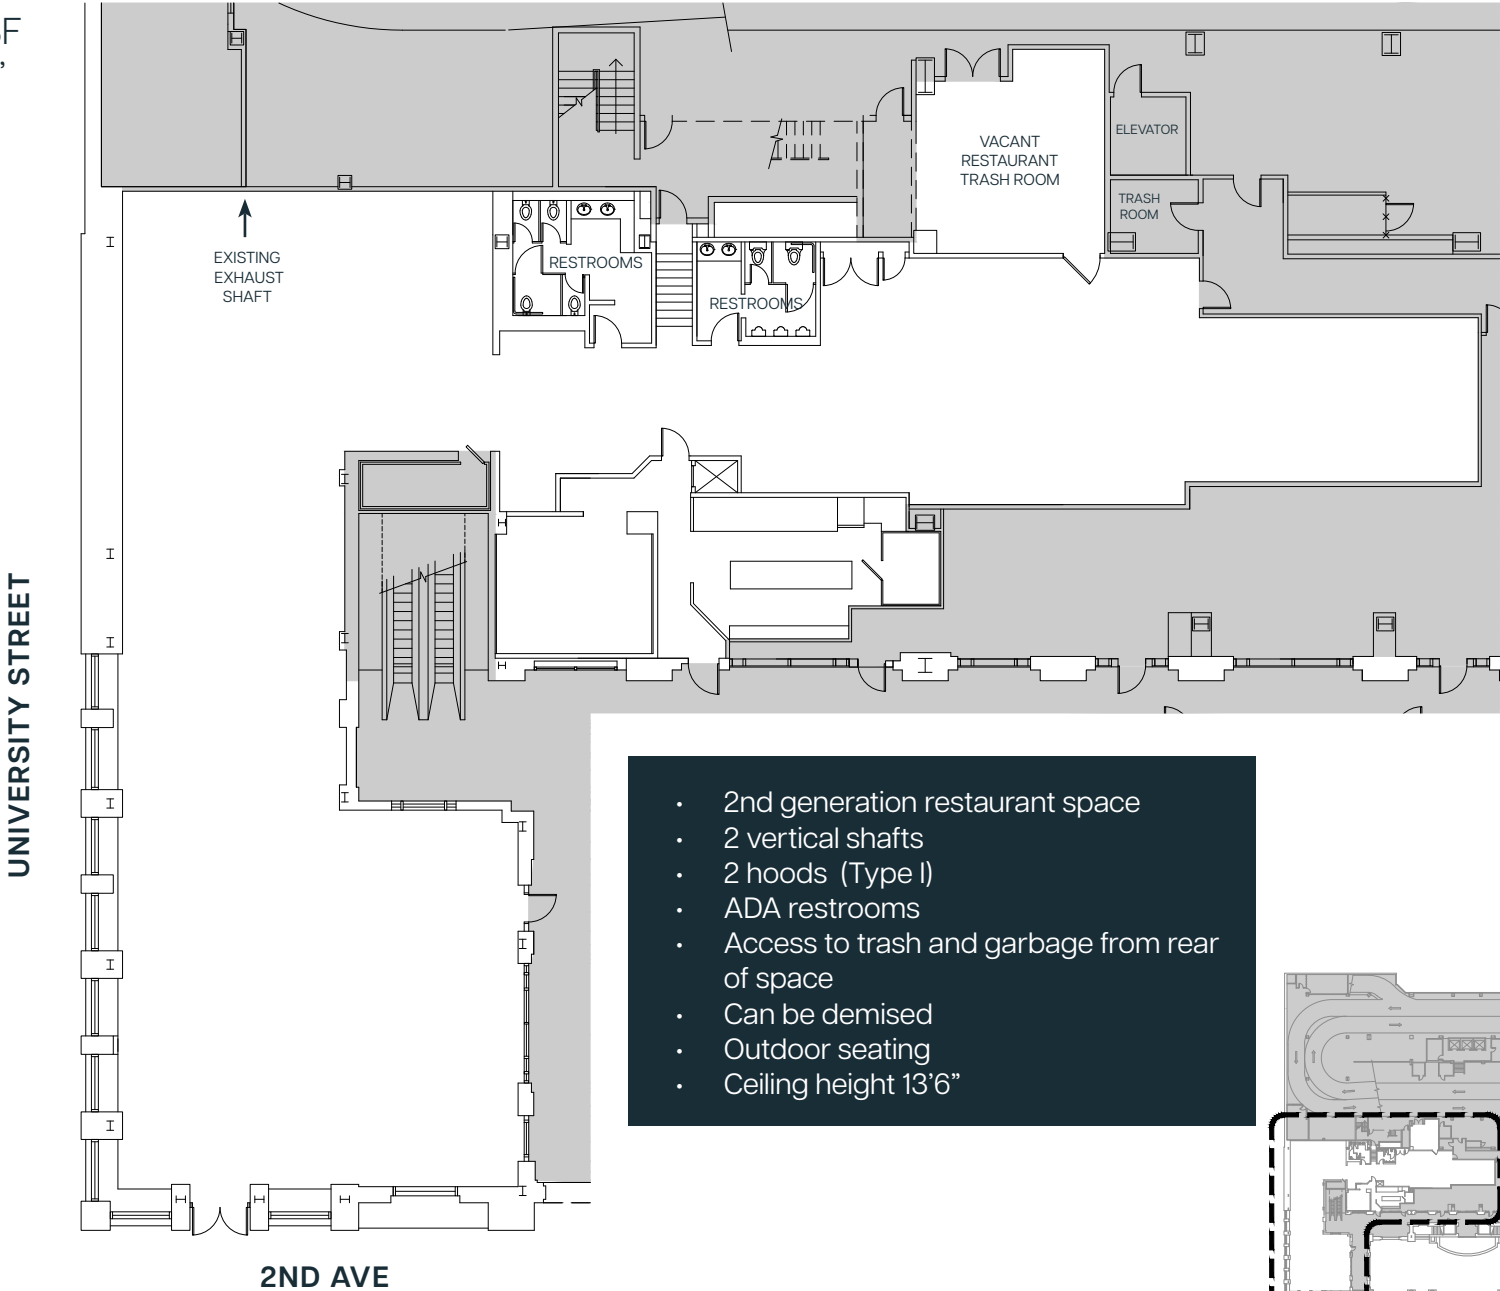 SF
”
ELEVATOR
VACANT
RESTAURANT
TRASH ROOM
TRASH
ROOM
EXISTING
EXHAUST
SHAFT
RESTROOMS
RESTROOMS
UNIVERSITY STREET
• 2nd generation restaurant space
• 2 vertical shafts
• 2 hoods (Type I)
• ADA restrooms
• Access to trash and garbage from rear
of space
• Can be demised
• Outdoor seating
• Ceiling height 13’6”
2ND AVE